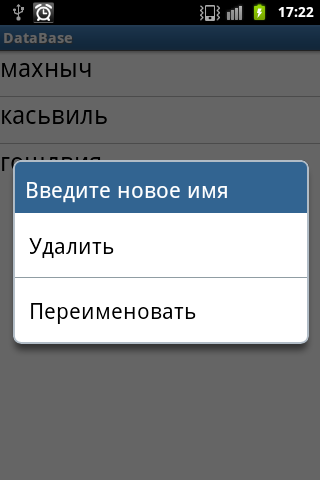 17:22
DataBase
махныч
касьвиль
Введите новое имя
Удалить
Переименовать